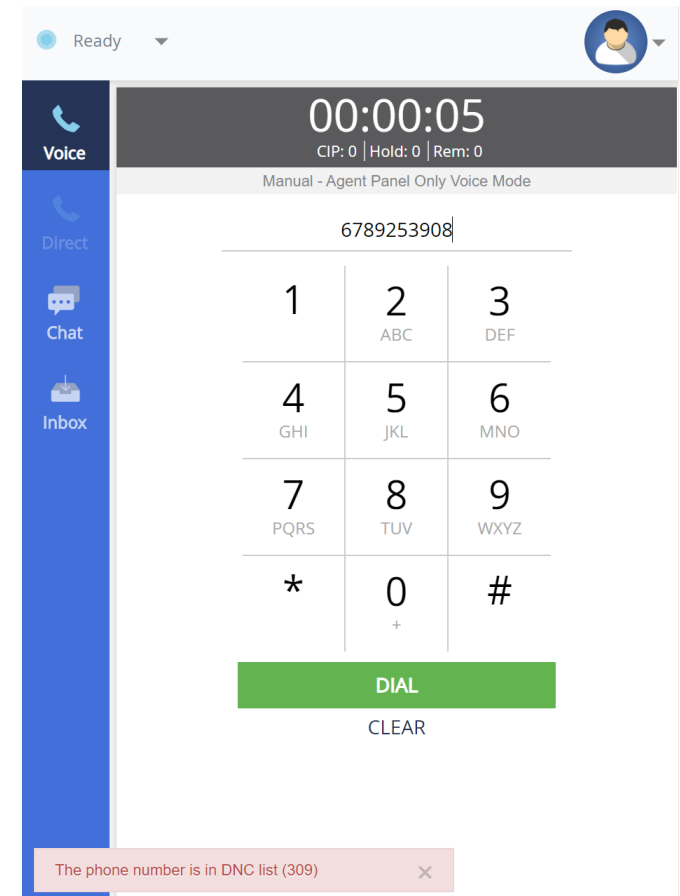 Ready
Voice
Direct
Chat
Inbox
00:00:05
CIP: 0 | Hold: 0 | Rem: 0
Manual - Agent Panel Only Voice Mode
6789253908
1 2 3
ABC DEF
4 5 6
GHI JKL MNO
7 8 9
PQRS TUV WXYZ
* 0 #
+
DIAL
CLEAR
The phone number is in DNC list (309) ×